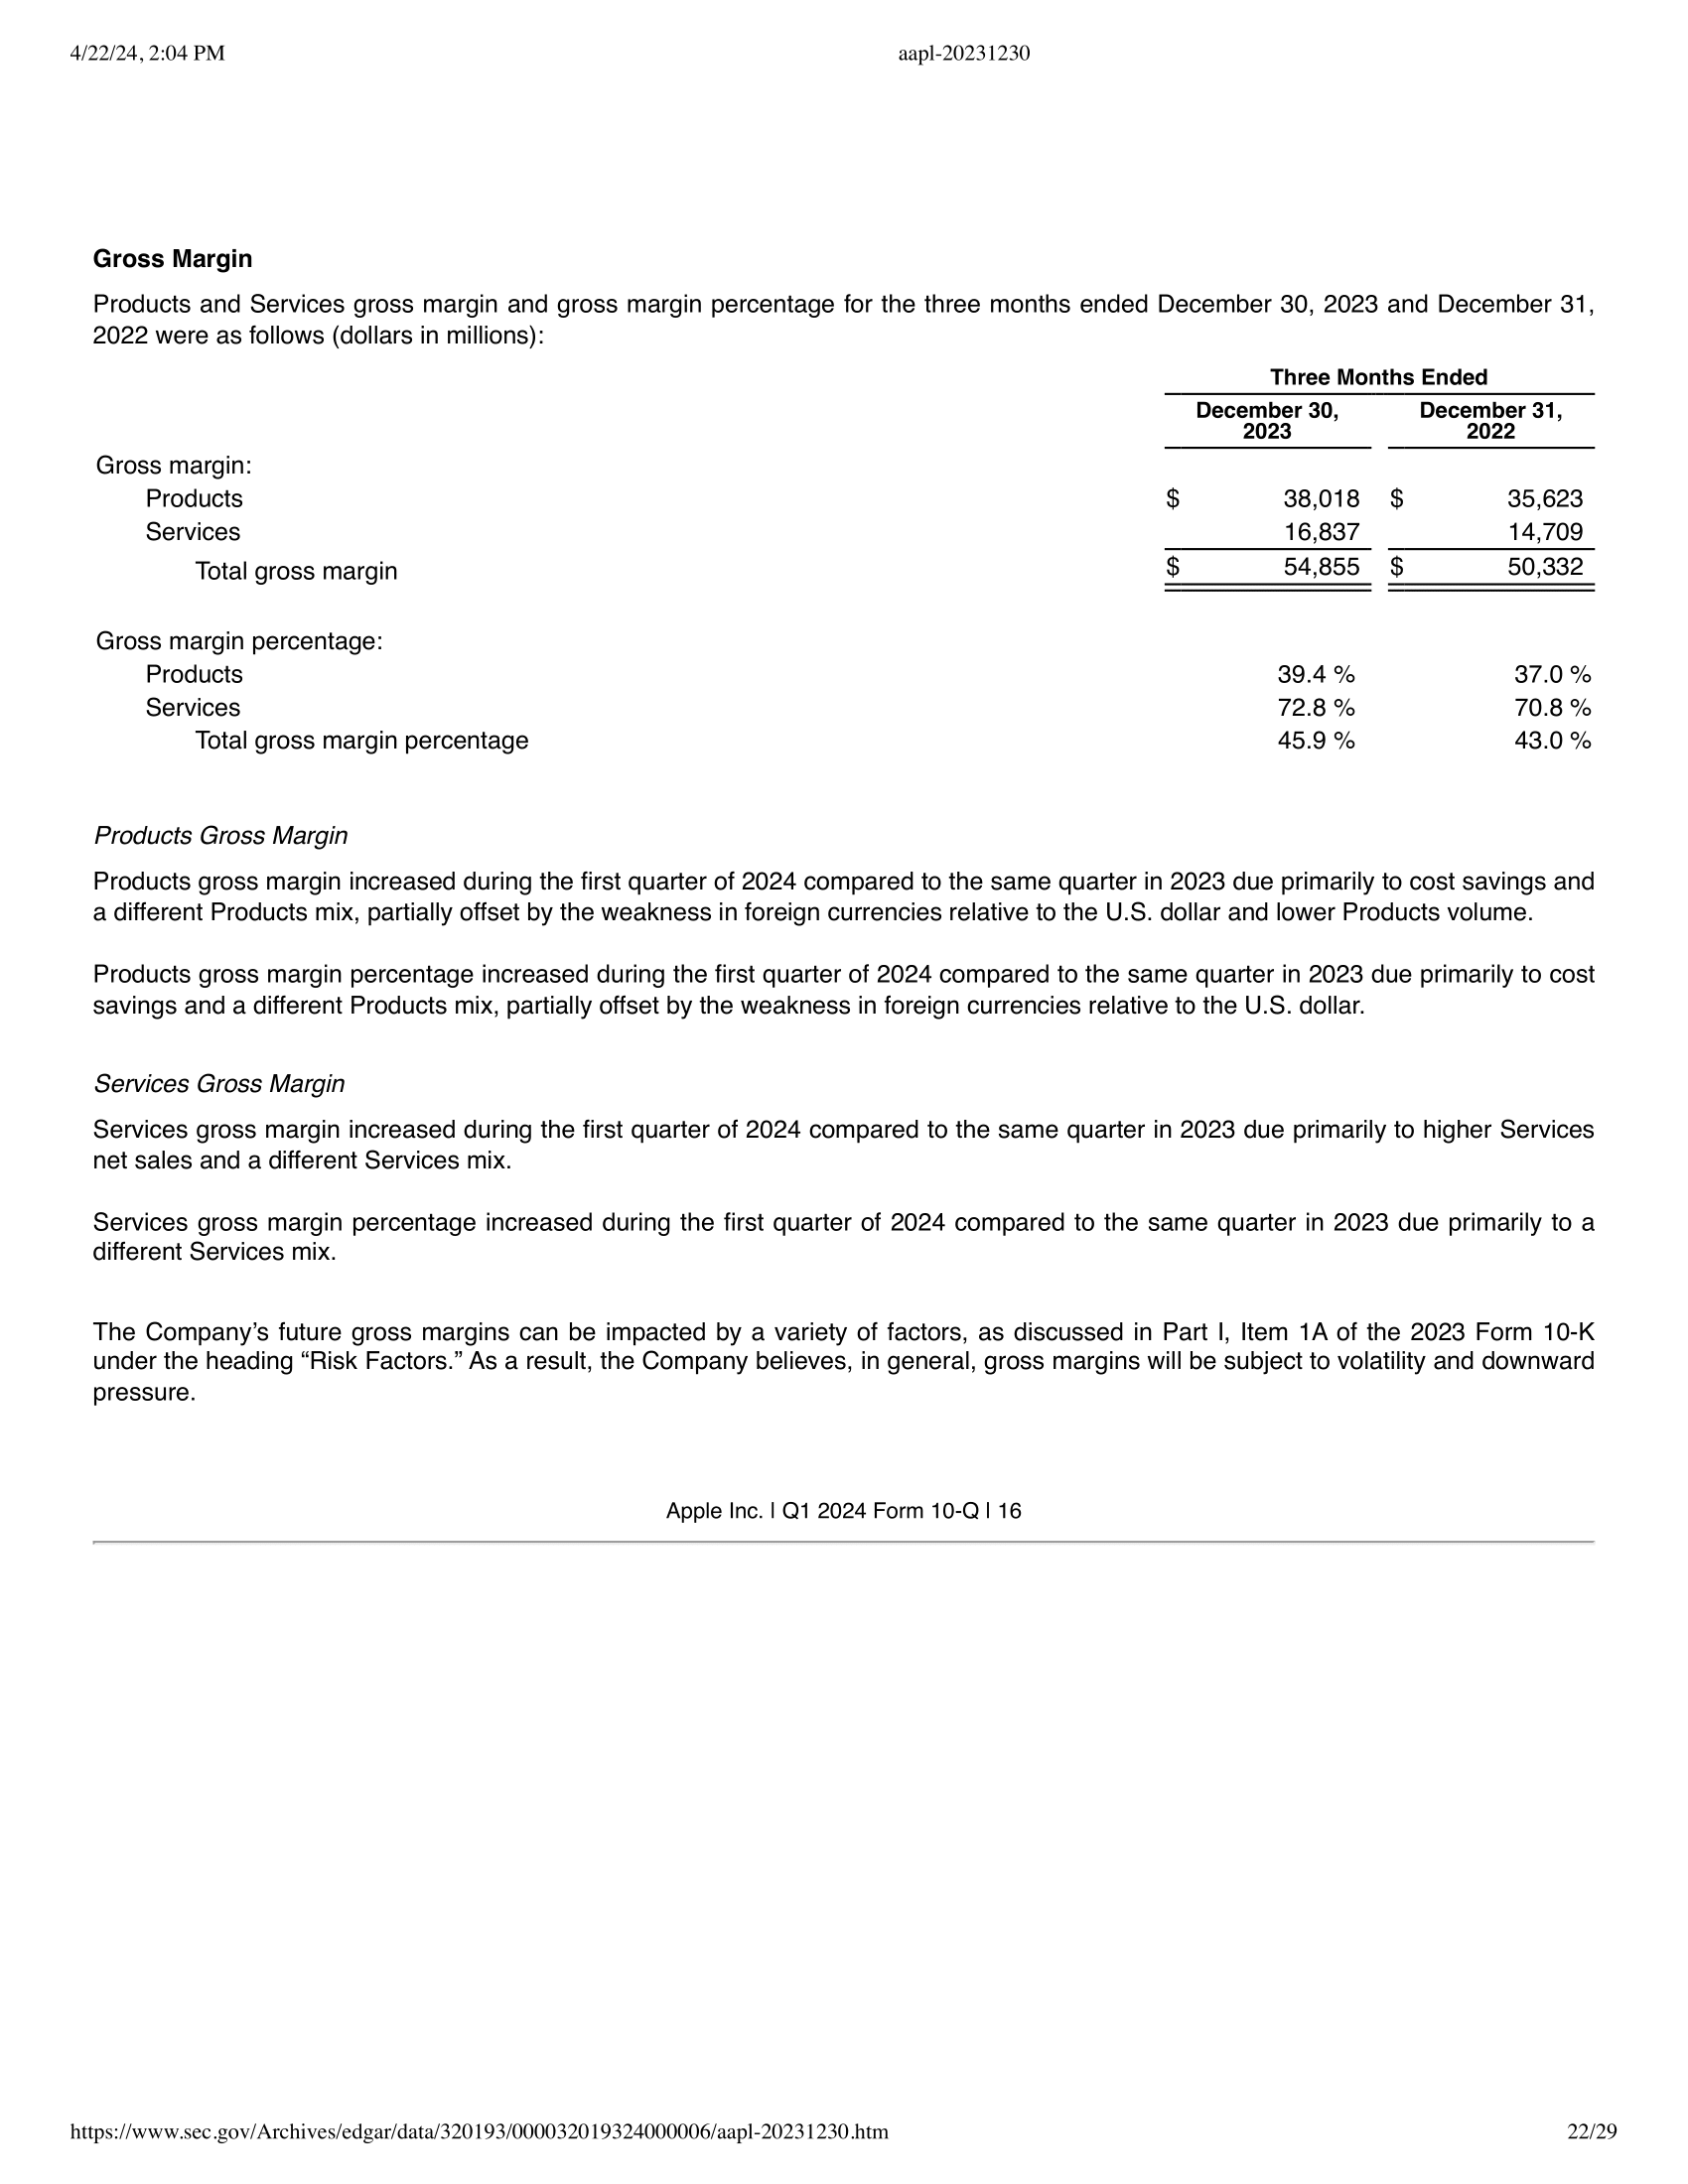 4/22/24, 2:04 PM aapl-20231230
Gross Margin
Products and Services gross margin and gross margin percentage for the three months ended December 30, 2023 and December 31,
2022 were as follows (dollars in millions):
Three Months Ended
December 30, December 31,
2023 2022
Gross margin:
Products $ 38,018 $ 35,623
Services 16,837 14,709
Total gross margin $ 54,855 $ 50,332
Gross margin percentage:
Products 39.4 % 37.0 %
Services 72.8 % 70.8 %
Total gross margin percentage 45.9 % 43.0 %
Products Gross Margin
Products gross margin increased during the first quarter of 2024 compared to the same quarter in 2023 due primarily to cost savings and
a different Products mix, partially offset by the weakness in foreign currencies relative to the U.S. dollar and lower Products volume.
Products gross margin percentage increased during the first quarter of 2024 compared to the same quarter in 2023 due primarily to cost
savings and a different Products mix, partially offset by the weakness in foreign currencies relative to the U.S. dollar.
Services Gross Margin
Services gross margin increased during the first quarter of 2024 compared to the same quarter in 2023 due primarily to higher Services
net sales and a different Services mix.
Services gross margin percentage increased during the first quarter of 2024 compared to the same quarter in 2023 due primarily to a
different Services mix.
The Company’s future gross margins can be impacted by a variety of factors, as discussed in Part I, Item 1A of the 2023 Form 10-K
under the heading “Risk Factors.” As a result, the Company believes, in general, gross margins will be subject to volatility and downward
pressure.
Apple Inc. | Q1 2024 Form 10-Q | 16
https://www.sec.gov/Archives/edgar/data/320193/000032019324000006/aapl-20231230.htm 22/29